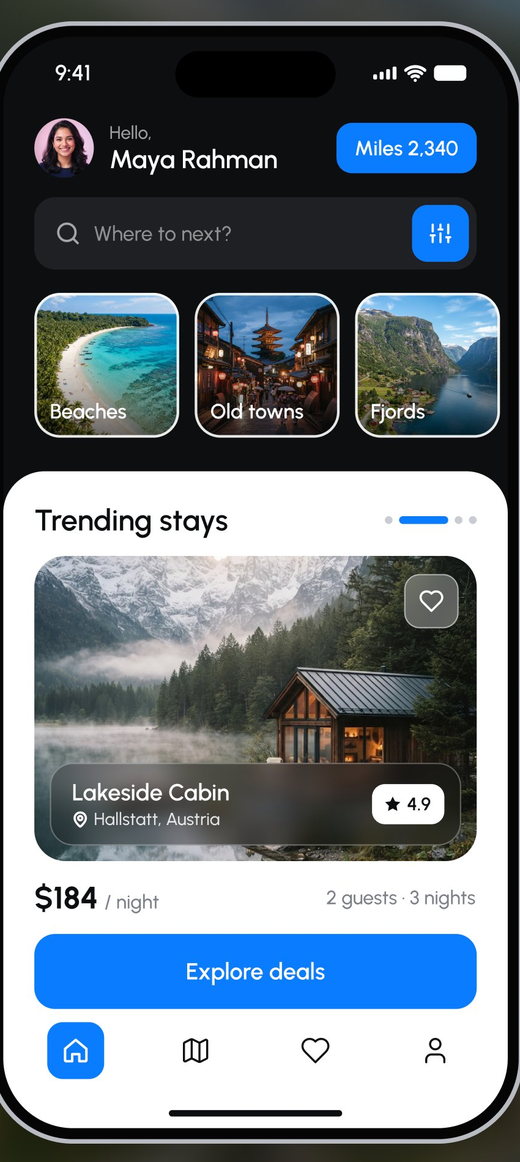 9:41
Hello,
Maya Rahman
Miles 2,340
Where to next?
Beaches
Old towns
Fjords
Trending stays
Lakeside Cabin
Hallstatt, Austria
4.9
$184 / night
2 guests · 3 nights
Explore deals